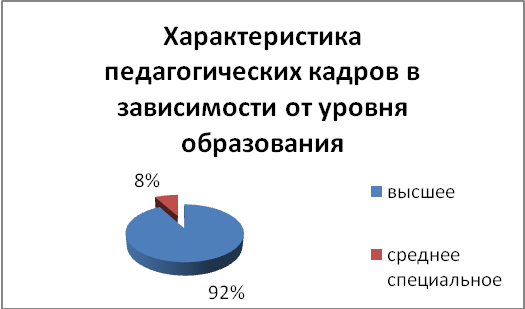 Характеристика
педагогических кадров в
зависимости от уровня
образования
8%
92%
высшее
среднее
специальное